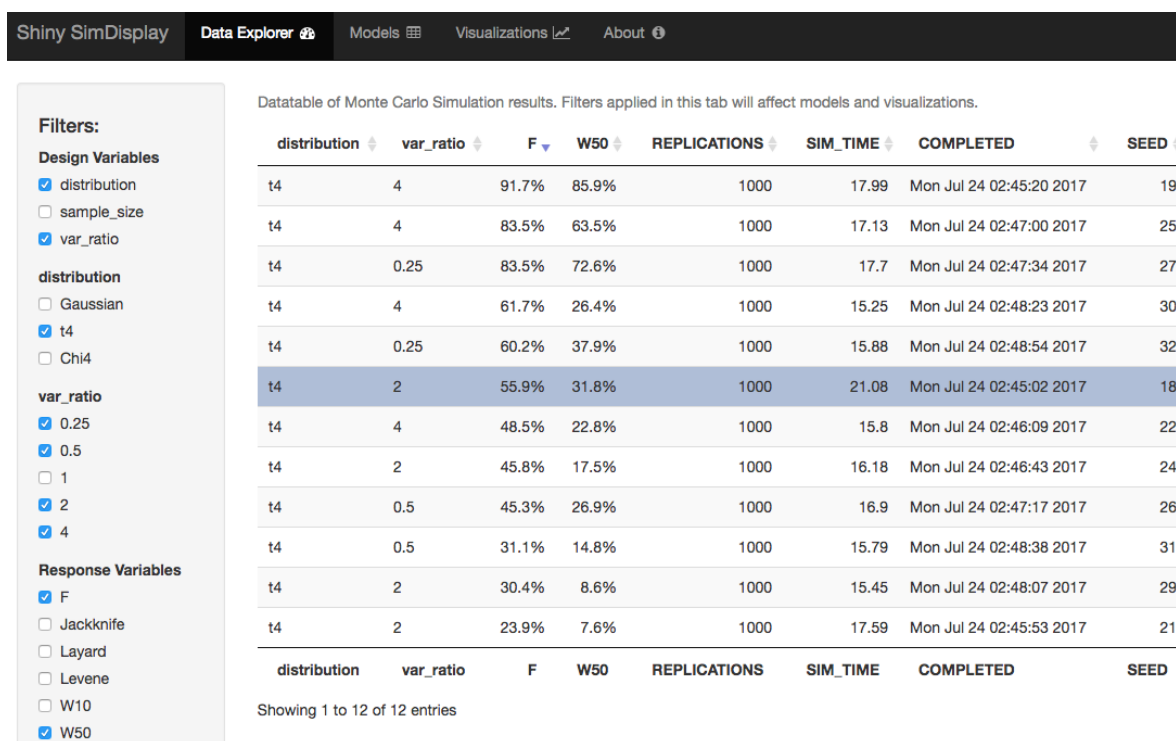 Shiny SimDisplay Data Explorer Models Visualizations About
Filters:
Design Variables
distribution
sample_size
var_ratio
distribution
Gaussian
t4
Chi4
var_ratio
0.25
0.5
1
2
4
Response Variables
F
Jackknife
Layard
Levene
W10
W50
Datatable of Monte Carlo Simulation results. Filters applied in this tab will affect models and visualizations.
distribution var_ratio F W50 REPLICATIONS SIM_TIME COMPLETED SEED
t4 4 91.7% 85.9% 1000 17.99 Mon Jul 24 02:45:20 2017 19
t4 4 83.5% 63.5% 1000 17.13 Mon Jul 24 02:47:00 2017 25
t4 0.25 83.5% 72.6% 1000 17.7 Mon Jul 24 02:47:34 2017 27
t4 4 61.7% 26.4% 1000 15.25 Mon Jul 24 02:48:23 2017 30
t4 0.25 60.2% 37.9% 1000 15.88 Mon Jul 24 02:48:54 2017 32
t4 2 55.9% 31.8% 1000 21.08 Mon Jul 24 02:45:02 2017 18
t4 4 48.5% 22.8% 1000 15.8 Mon Jul 24 02:46:09 2017 22
t4 2 45.8% 17.5% 1000 16.18 Mon Jul 24 02:46:43 2017 24
t4 0.5 45.3% 26.9% 1000 16.9 Mon Jul 24 02:47:17 2017 26
t4 0.5 31.1% 14.8% 1000 15.79 Mon Jul 24 02:48:38 2017 31
t4 2 30.4% 8.6% 1000 15.45 Mon Jul 24 02:48:07 2017 29
t4 2 23.9% 7.6% 1000 17.59 Mon Jul 24 02:45:53 2017 21
distribution var_ratio F W50 REPLICATIONS SIM_TIME COMPLETED SEED
Showing 1 to 12 of 12 entries